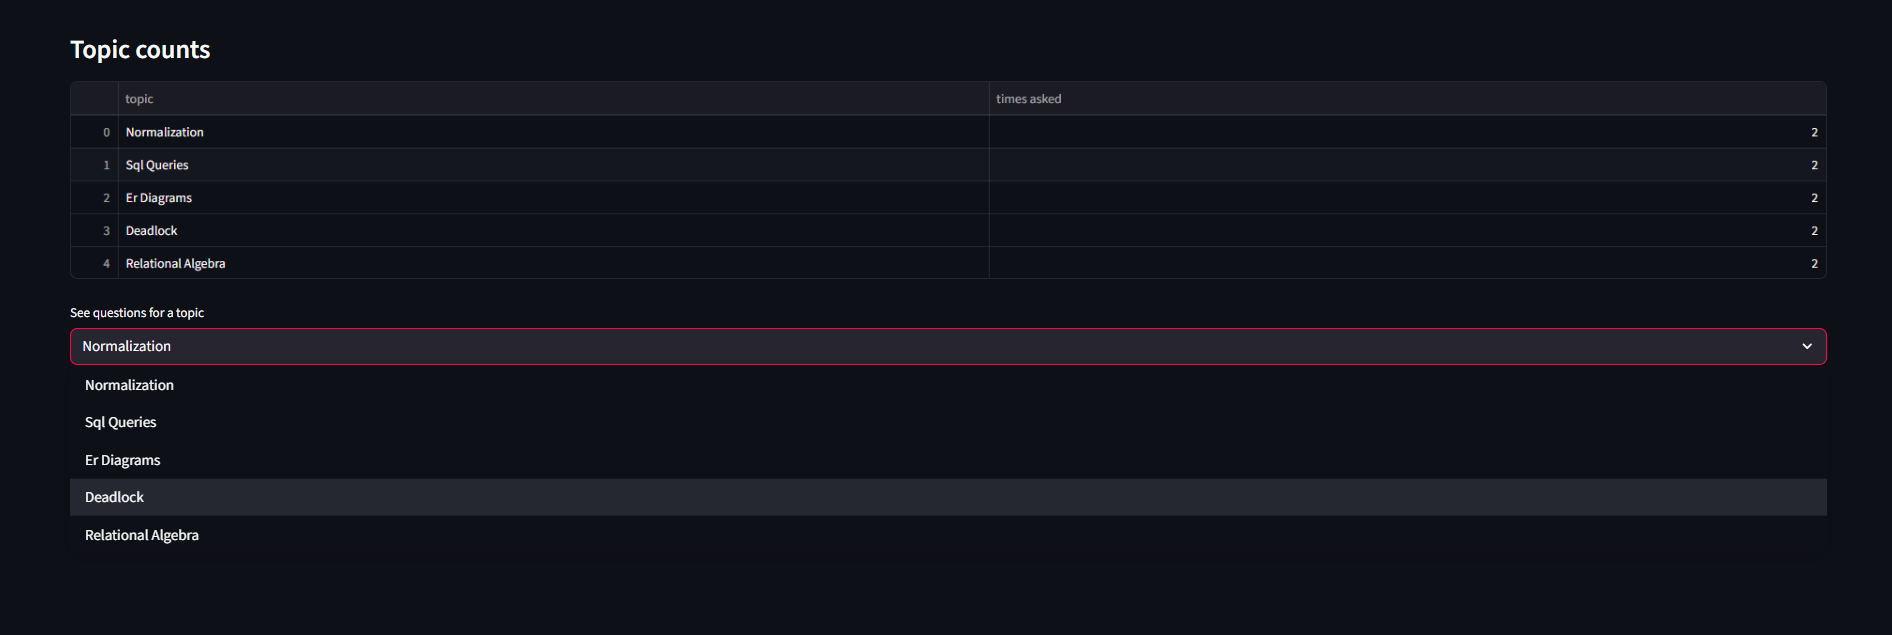 Topic counts
topic times asked
0 Normalization 2
1 Sql Queries 2
2 Er Diagrams 2
3 Deadlock 2
4 Relational Algebra 2
See questions for a topic
Normalization
Normalization
Sql Queries
Er Diagrams
Deadlock
Relational Algebra